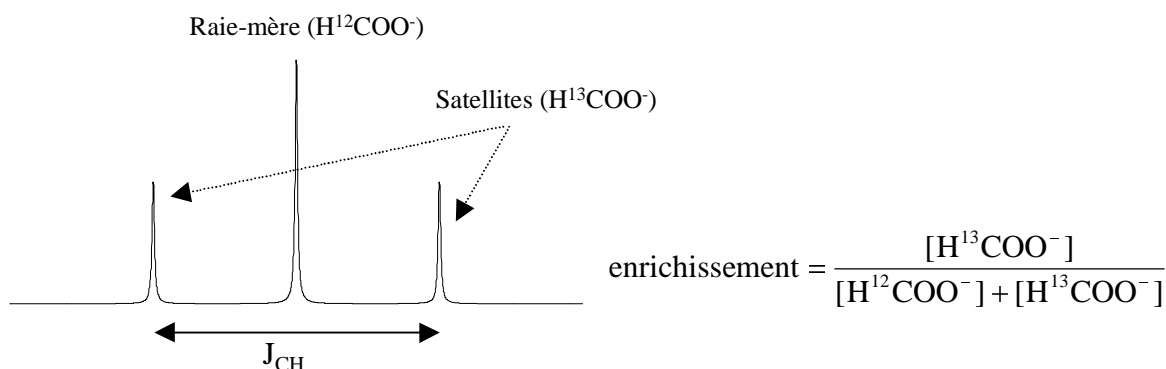 Raie-mère (H¹²COO⁻)
Satellites (H¹³COO⁻)
enrichissement = [H¹³COO⁻] / [H¹²COO⁻] + [H¹³COO⁻]
J_CH